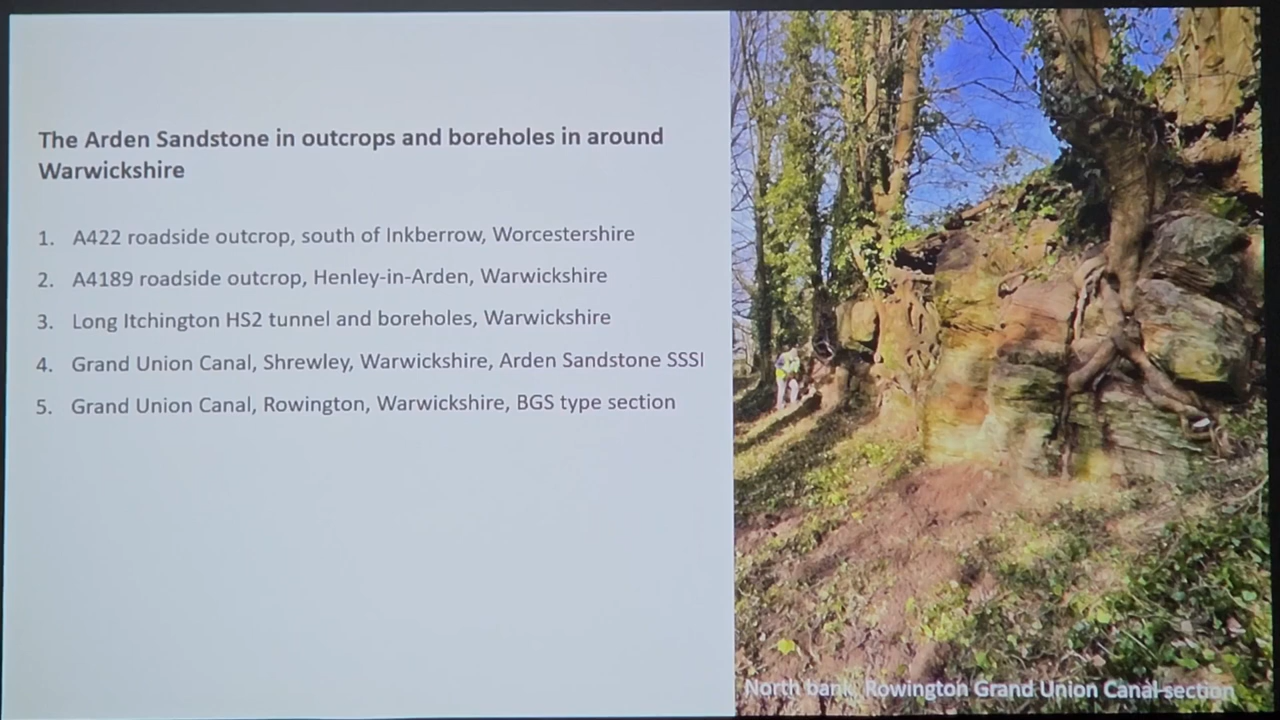 The Arden Sandstone in outcrops and boreholes in around
Warwickshire
1. A422 roadside outcrop, south of Inkberrow, Worcestershire
2. A4189 roadside outcrop, Henley-in-Arden, Warwickshire
3. Long Itchington HS2 tunnel and boreholes, Warwickshire
4. Grand Union Canal, Shrewley, Warwickshire, Arden Sandstone SSSI
5. Grand Union Canal, Rowington, Warwickshire, BGS type section
North bank, Rowington Grand Union Canal section